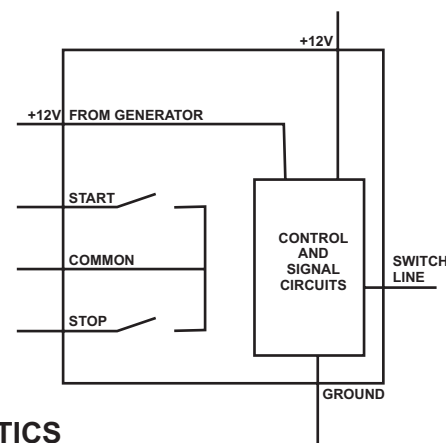 +12V
+12V FROM GENERATOR
START
COMMON
STOP
CONTROL
AND
SIGNAL
CIRCUITS
SWITCH
LINE
GROUND
TICS